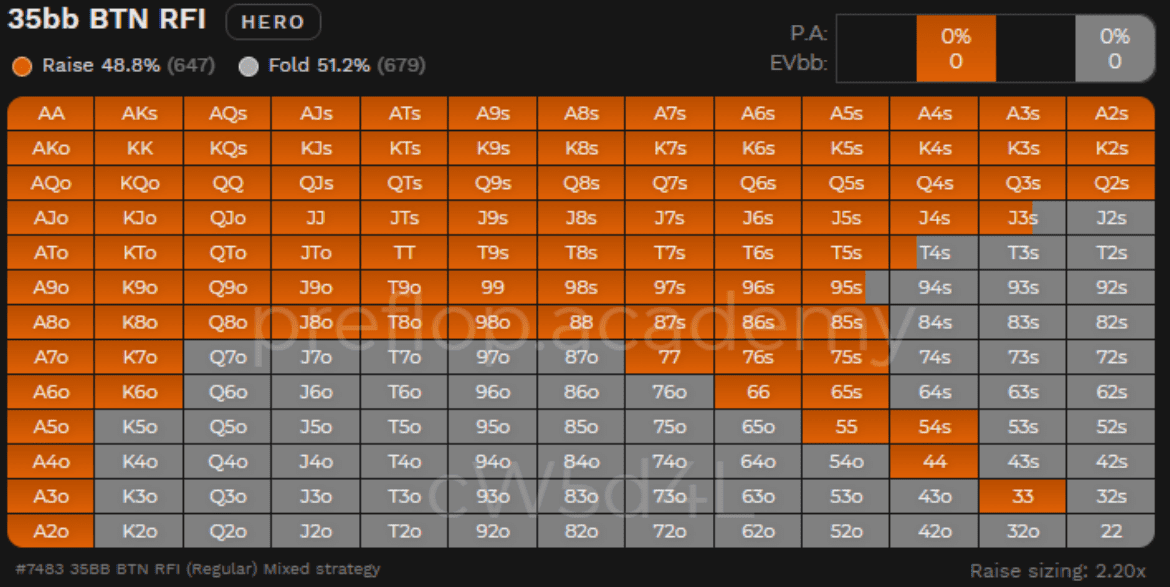 35bb BTN RFI HERO
Raise 48.8% (647) Fold 51.2% (679)
P.A: 0% 0%
EVbb: 0 0
AA AKs AQs AJs ATs A9s A8s A7s A6s A5s A4s A3s A2s
AKo KK KQs KJs KTs K9s K8s K7s K6s K5s K4s K3s K2s
AQo KQo QQ QJs QTs Q9s Q8s Q7s Q6s Q5s Q4s Q3s Q2s
AJo KJo QJo JJ JTs J9s J8s J7s J6s J5s J4s J3s J2s
ATo KTo QTo JTo TT T9s T8s T7s T6s T5s T4s T3s T2s
A9o K9o Q9o J9o T9o 99 98s 97s 96s 95s 94s 93s 92s
preflop.academy
A8o K8o Q8o J8o T8o 98o 88 87s 86s 85s 84s 83s 82s
A7o K7o Q7o J7o T7o 97o 87o 77 76s 75s 74s 73s 72s
A6o K6o Q6o J6o T6o 96o 86o 76o 66 65s 64s 63s 62s
A5o K5o Q5o J5o T5o 95o 85o 75o 65o 55 54s 53s 52s
A4o K4o Q4o J4o T4o 94o 84o 74o 64o 54o 44 43s 42s
cW5d4L
A3o K3o Q3o J3o T3o 93o 83o 73o 63o 53o 43o 33 32s
A2o K2o Q2o J2o T2o 92o 82o 72o 62o 52o 42o 32o 22
#7483 35BB BTN RFI (Regular) Mixed strategy
Raise sizing: 2.20x